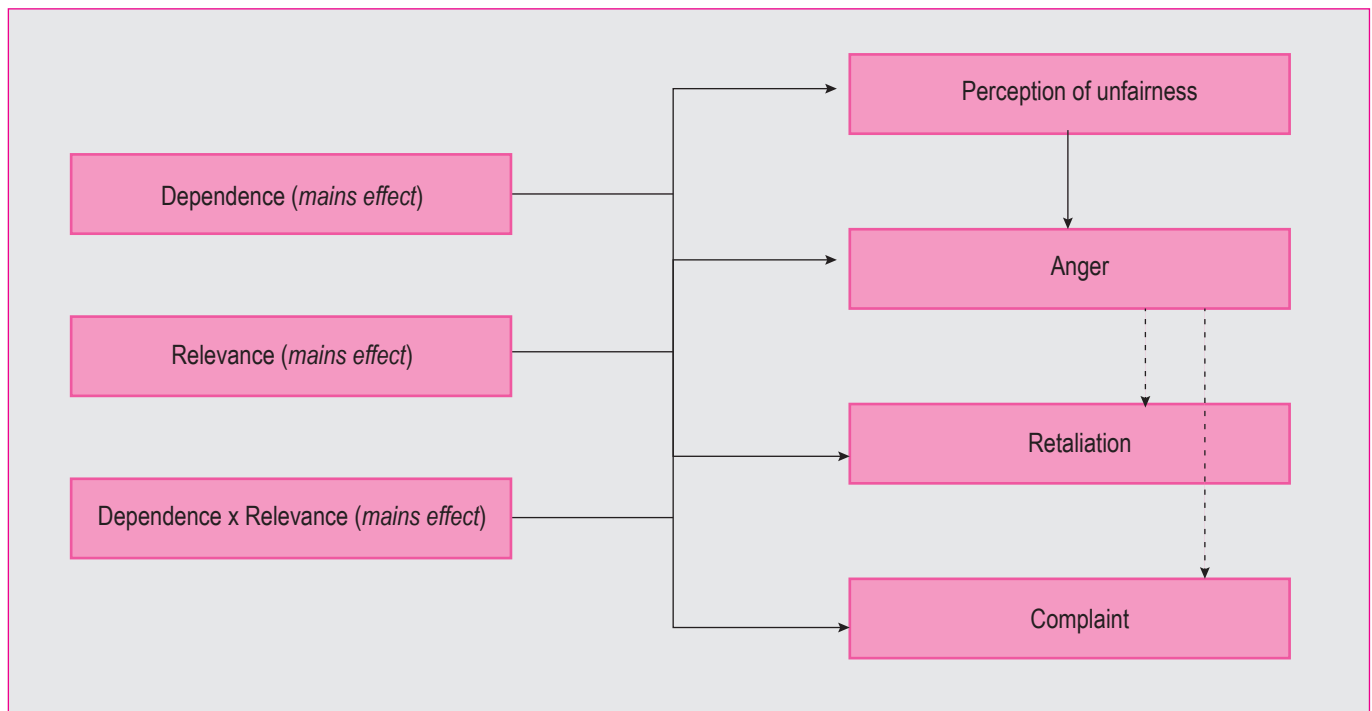 Dependence (mains effect)
Relevance (mains effect)
Dependence x Relevance (mains effect)
Perception of unfairness
Anger
Retaliation
Complaint